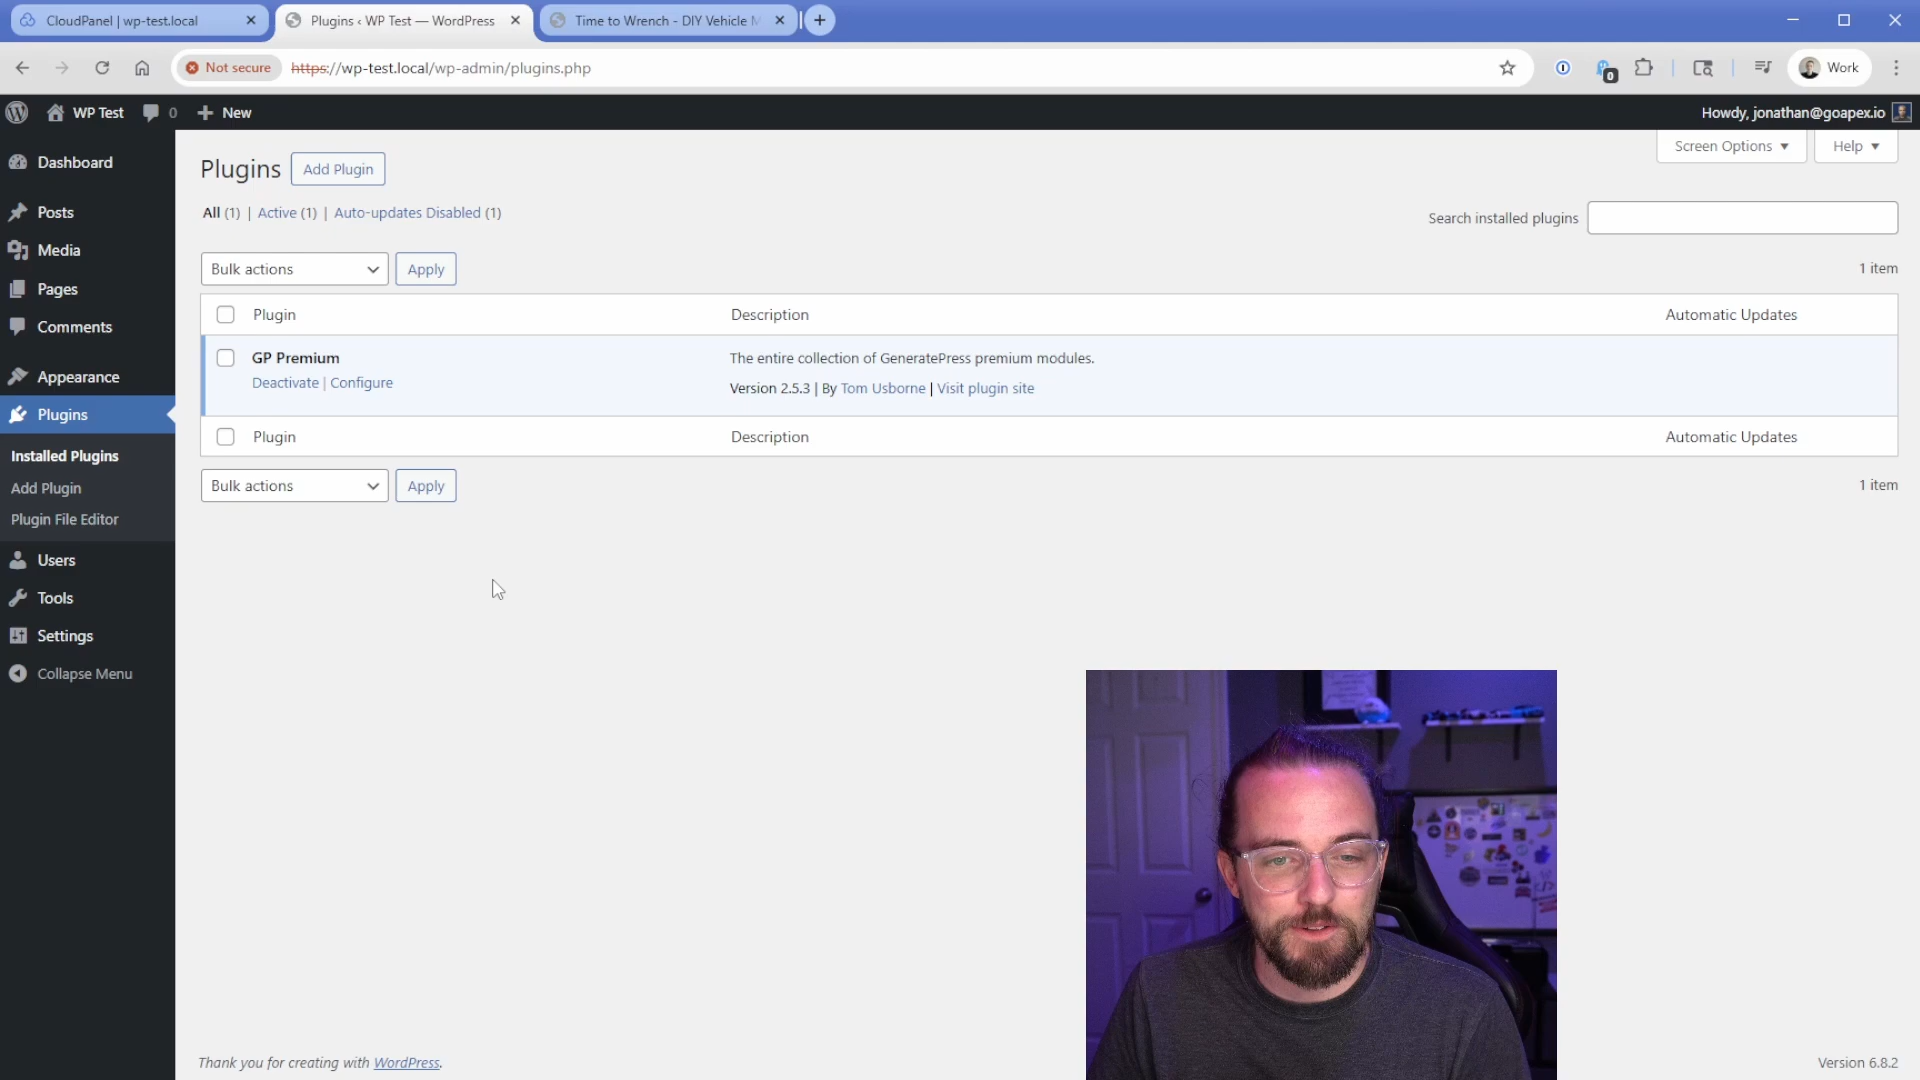 CloudPanel | wp-test.local
Plugins ‹ WP Test — WordPress
Time to Wrench - DIY Vehicle M
Not secure
https://wp-test.local/wp-admin/plugins.php
0
Work
WP Test
0
New
Howdy, jonathan@goapex.io
Dashboard
Posts
Media
Pages
Comments
Appearance
Plugins
Installed Plugins
Add Plugin
Plugin File Editor
Users
Tools
Settings
Collapse Menu
Screen Options
Help
Plugins
Add Plugin
All (1) | Active (1) | Auto-updates Disabled (1)
Search installed plugins
Bulk actions
Apply
1 item
Plugin
Description
Automatic Updates
GP Premium
The entire collection of GeneratePress premium modules.
Deactivate | Configure
Version 2.5.3 | By Tom Usborne | Visit plugin site
Plugin
Description
Automatic Updates
Bulk actions
Apply
1 item
Thank you for creating with WordPress.
Version 6.8.2